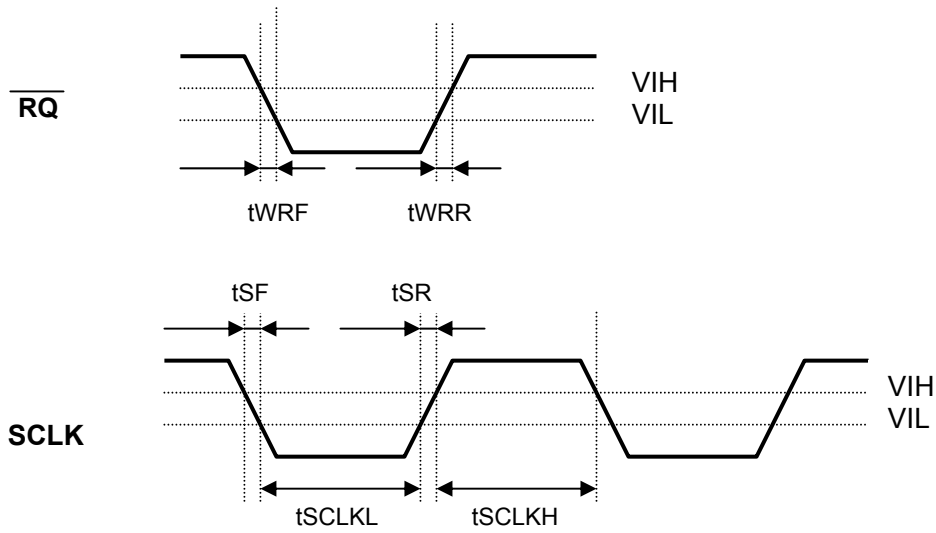 RQ
VIH
VIL
tWRF tWRR
tSF tSR
SCLK
VIH
VIL
tSCLKL tSCLKH